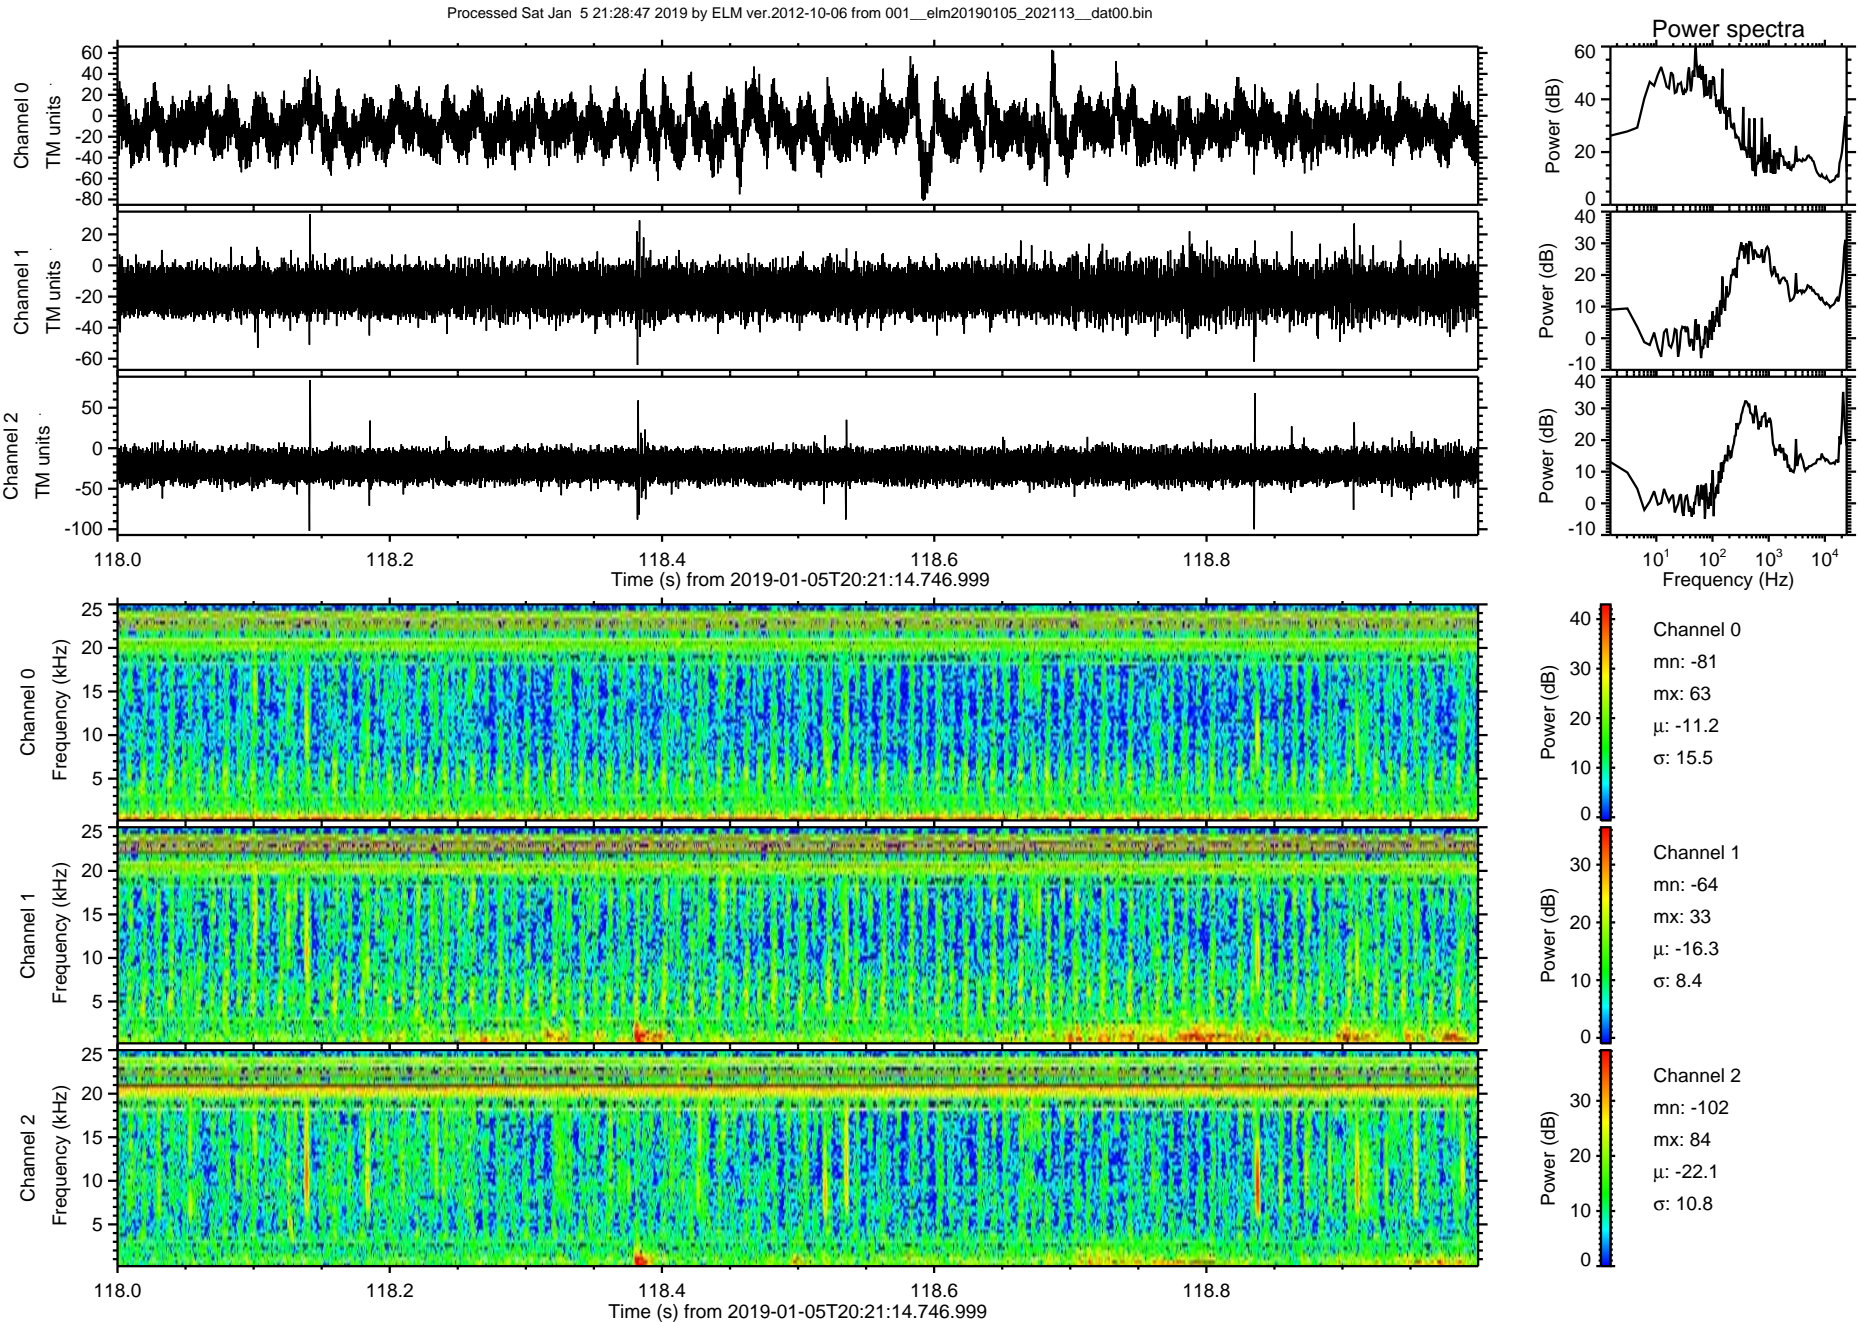 Processed Sat Jan  5 21:28:47 2019 by ELM ver.2012-10-06 from 001__elm20190105_202113__dat00.bin
Power spectra
Channel 0
TM units
60
40
20
0
-20
-40
-60
-80
Power (dB)
60
40
20
0
Channel 1
TM units
20
0
-20
-40
-60
Power (dB)
40
30
20
10
0
-10
Channel 2
TM units
50
0
-50
-100
Power (dB)
40
30
20
10
0
-10
118.0
118.2
118.4
118.6
118.8
Time (s) from 2019-01-05T20:21:14.746.999
10^1
10^2
10^3
10^4
Frequency (Hz)
Channel 0
Frequency (kHz)
25
20
15
10
5
Power (dB)
40
30
20
10
0
Channel 0
mn: -81
mx: 63
μ: -11.2
σ: 15.5
Channel 1
Frequency (kHz)
25
20
15
10
5
Power (dB)
30
20
10
0
Channel 1
mn: -64
mx: 33
μ: -16.3
σ: 8.4
Channel 2
Frequency (kHz)
25
20
15
10
5
Power (dB)
30
20
10
0
Channel 2
mn: -102
mx: 84
μ: -22.1
σ: 10.8
118.0
118.2
118.4
118.6
118.8
Time (s) from 2019-01-05T20:21:14.746.999